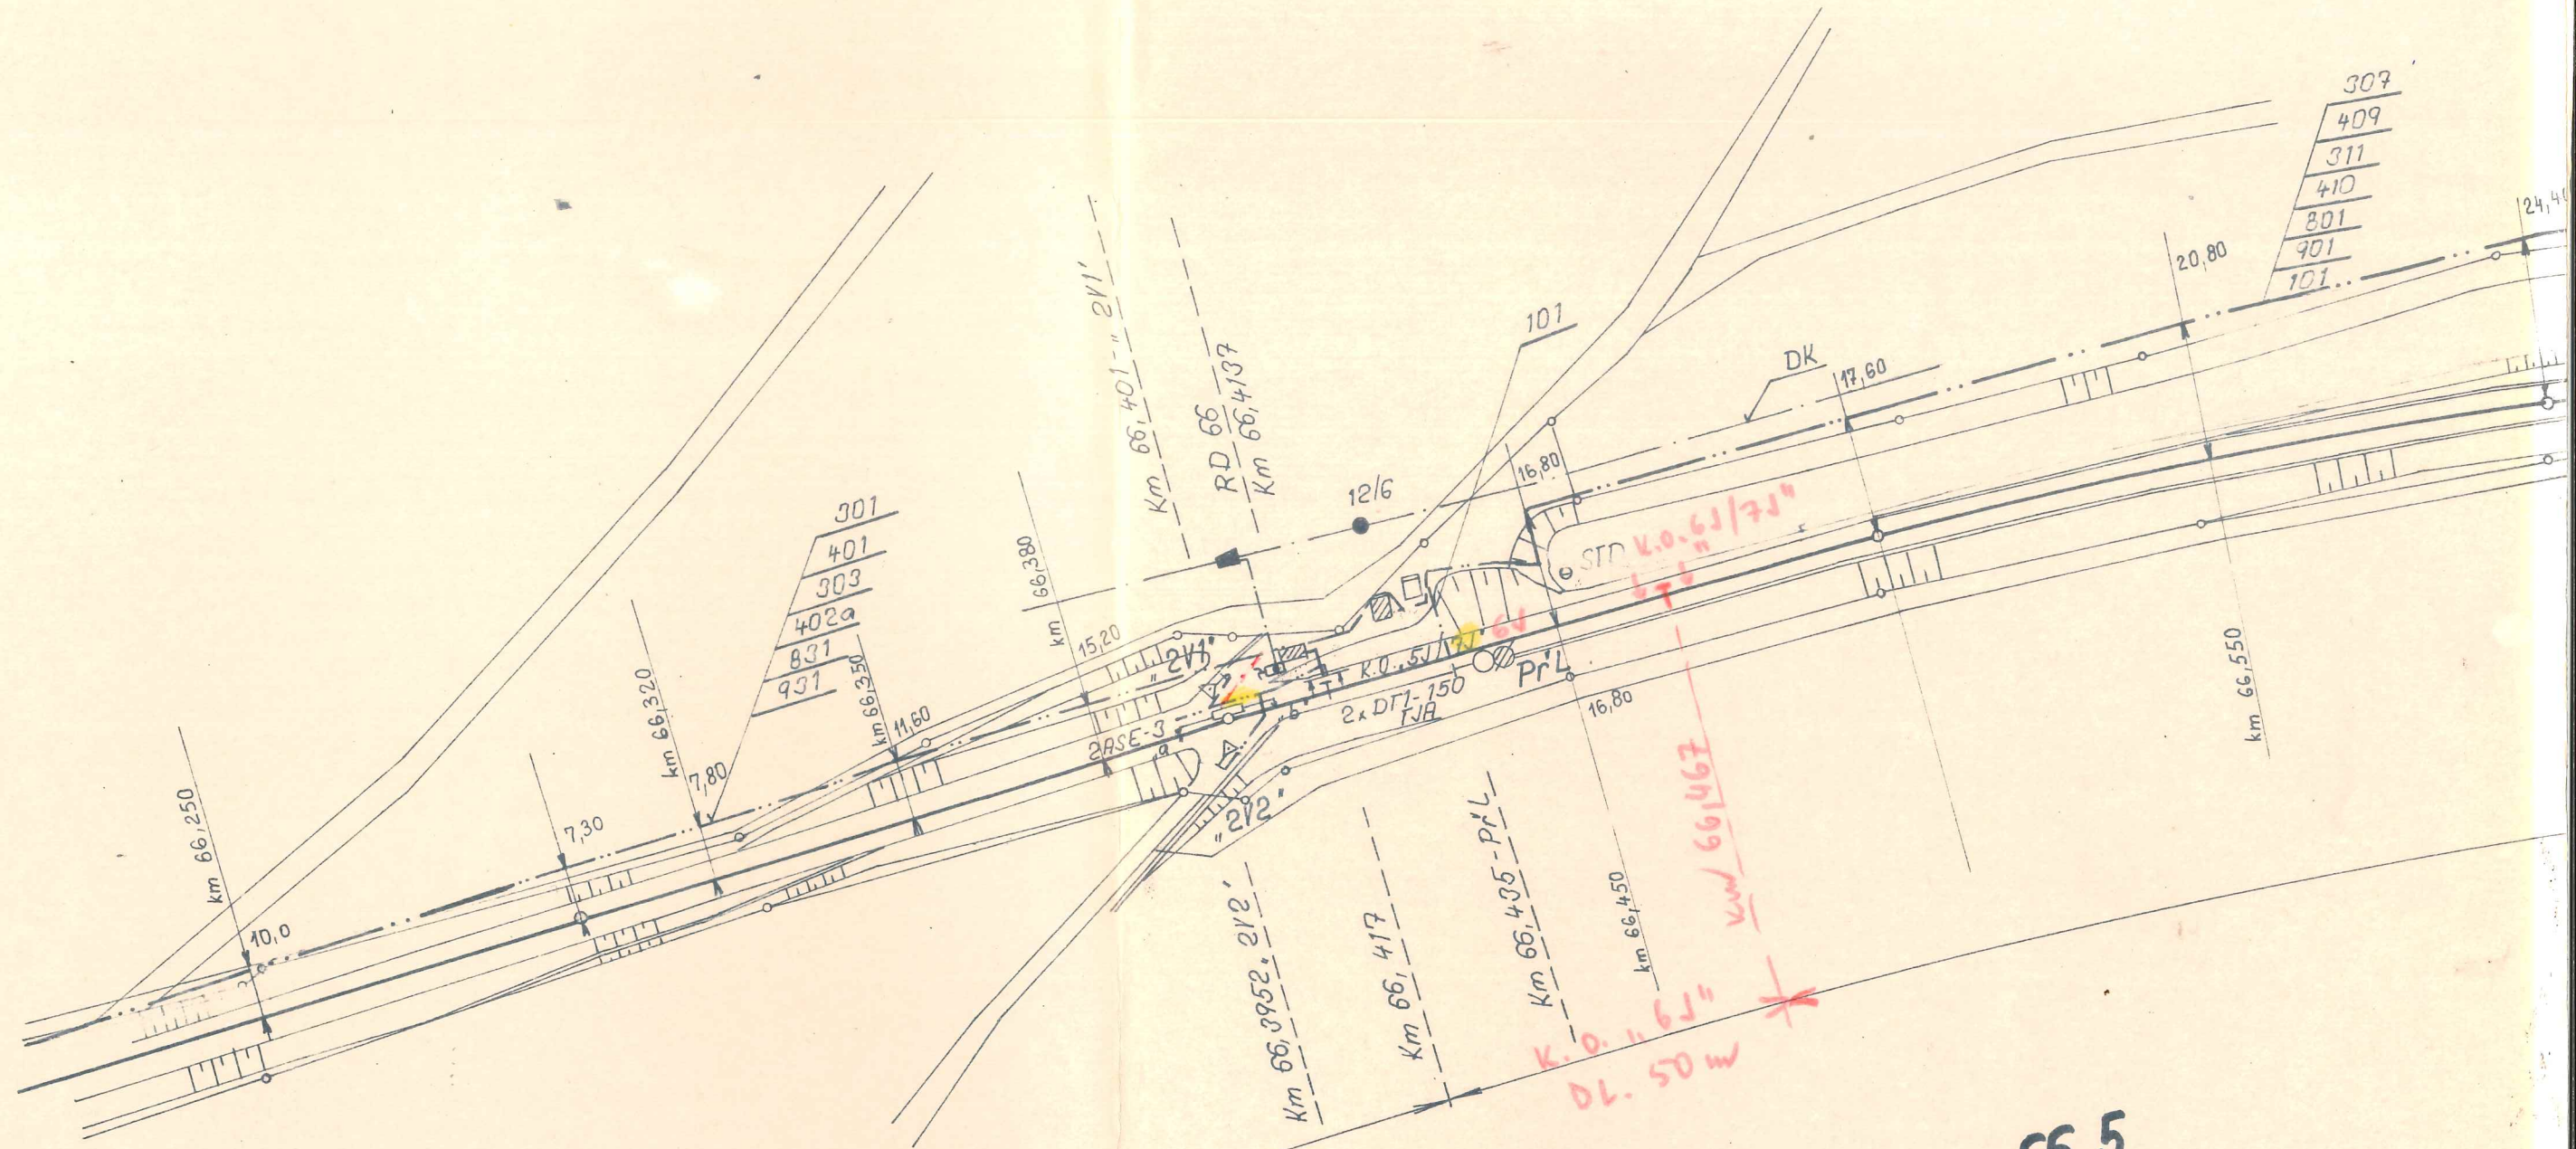 307
409
311
410
801
901
101
24,4
20,80
101
DK
17,60
Km 66,401-"2V1'
RD 66
Km 66,4137
12/6
16,80
K.O."6J/7J"
T
301
401
303
402a
831
931
66,380
km
15,20
"2V1"
K.O."5J/7J"
6J
PřL
2x DT1-150
TJA
2ASE-3
a
b
"2V2"
16,80
km 66,350
11,60
km 66,320
7,80
7,30
km 66,250
10,0
km 66,550
km 66,467
Km 66,3952."2V2'
Km 66,417
Km 66,435-PřL
km 66,450
K.O. "6J"
DL. 50 m
66,5